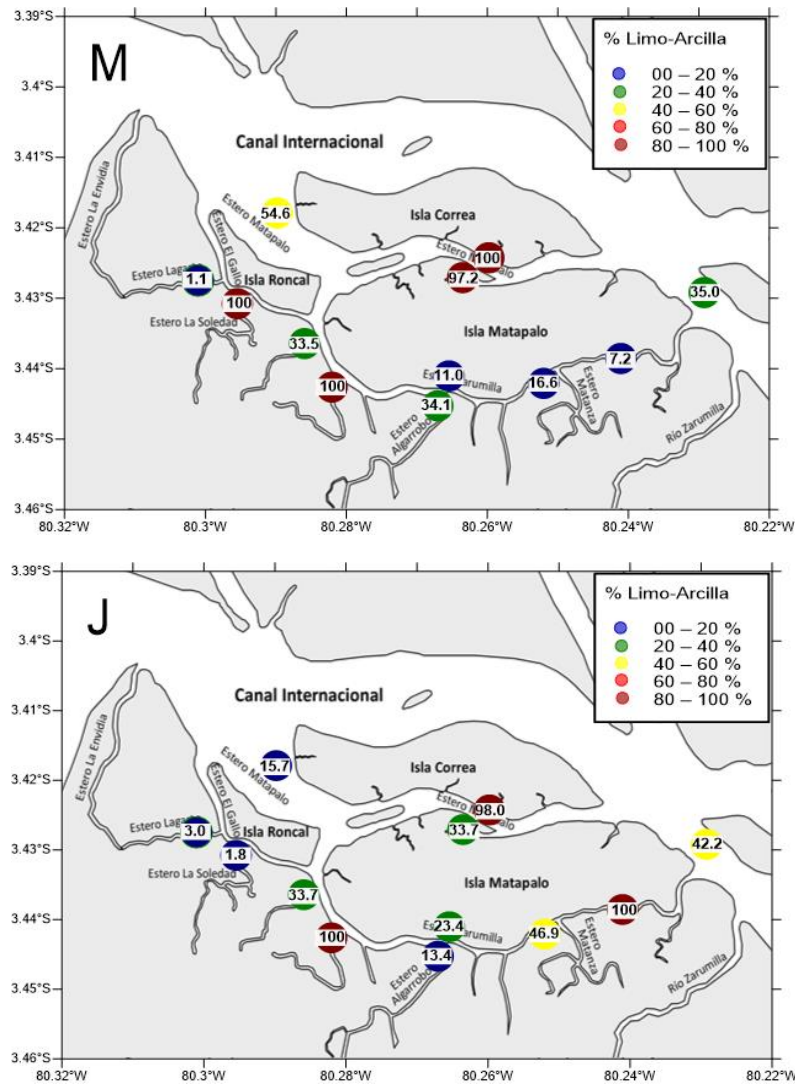 3.39°S
M
% Limo-Arcilla
00 – 20 %
20 – 40 %
40 – 60 %
60 – 80 %
80 – 100 %
3.4°S
Canal Internacional
3.41°S
Estero La Envidia
Estero Matapalo
54.6
Isla Correa
3.42°S
Estero El Gallo
Estero
100
97.2
Estero
1.1
Isla Roncal
35.0
3.43°S
100
Estero La Soledad
Isla Matapalo
33.5
3.44°S
7.2
11.0
16.6
100
34.1
Estero Matanza
Estero Algarrobo
Río Zarumilla
3.45°S
3.46°S
80.32°W 80.3°W 80.28°W 80.26°W 80.24°W 80.22°W
3.39°S
J
% Limo-Arcilla
00 – 20 %
20 – 40 %
40 – 60 %
60 – 80 %
80 – 100 %
3.4°S
Canal Internacional
3.41°S
Estero La Envidia
Estero Matapalo
15.7
Isla Correa
3.42°S
Estero El Gallo
Estero
98.0
33.7
Estero
3.0
Isla Roncal
42.2
3.43°S
1.8
Estero La Soledad
Isla Matapalo
33.7
3.44°S
100
23.4
46.9
100
13.4
Estero Matanza
Estero Algarrobo
Río Zarumilla
3.45°S
3.46°S
80.32°W 80.3°W 80.28°W 80.26°W 80.24°W 80.22°W